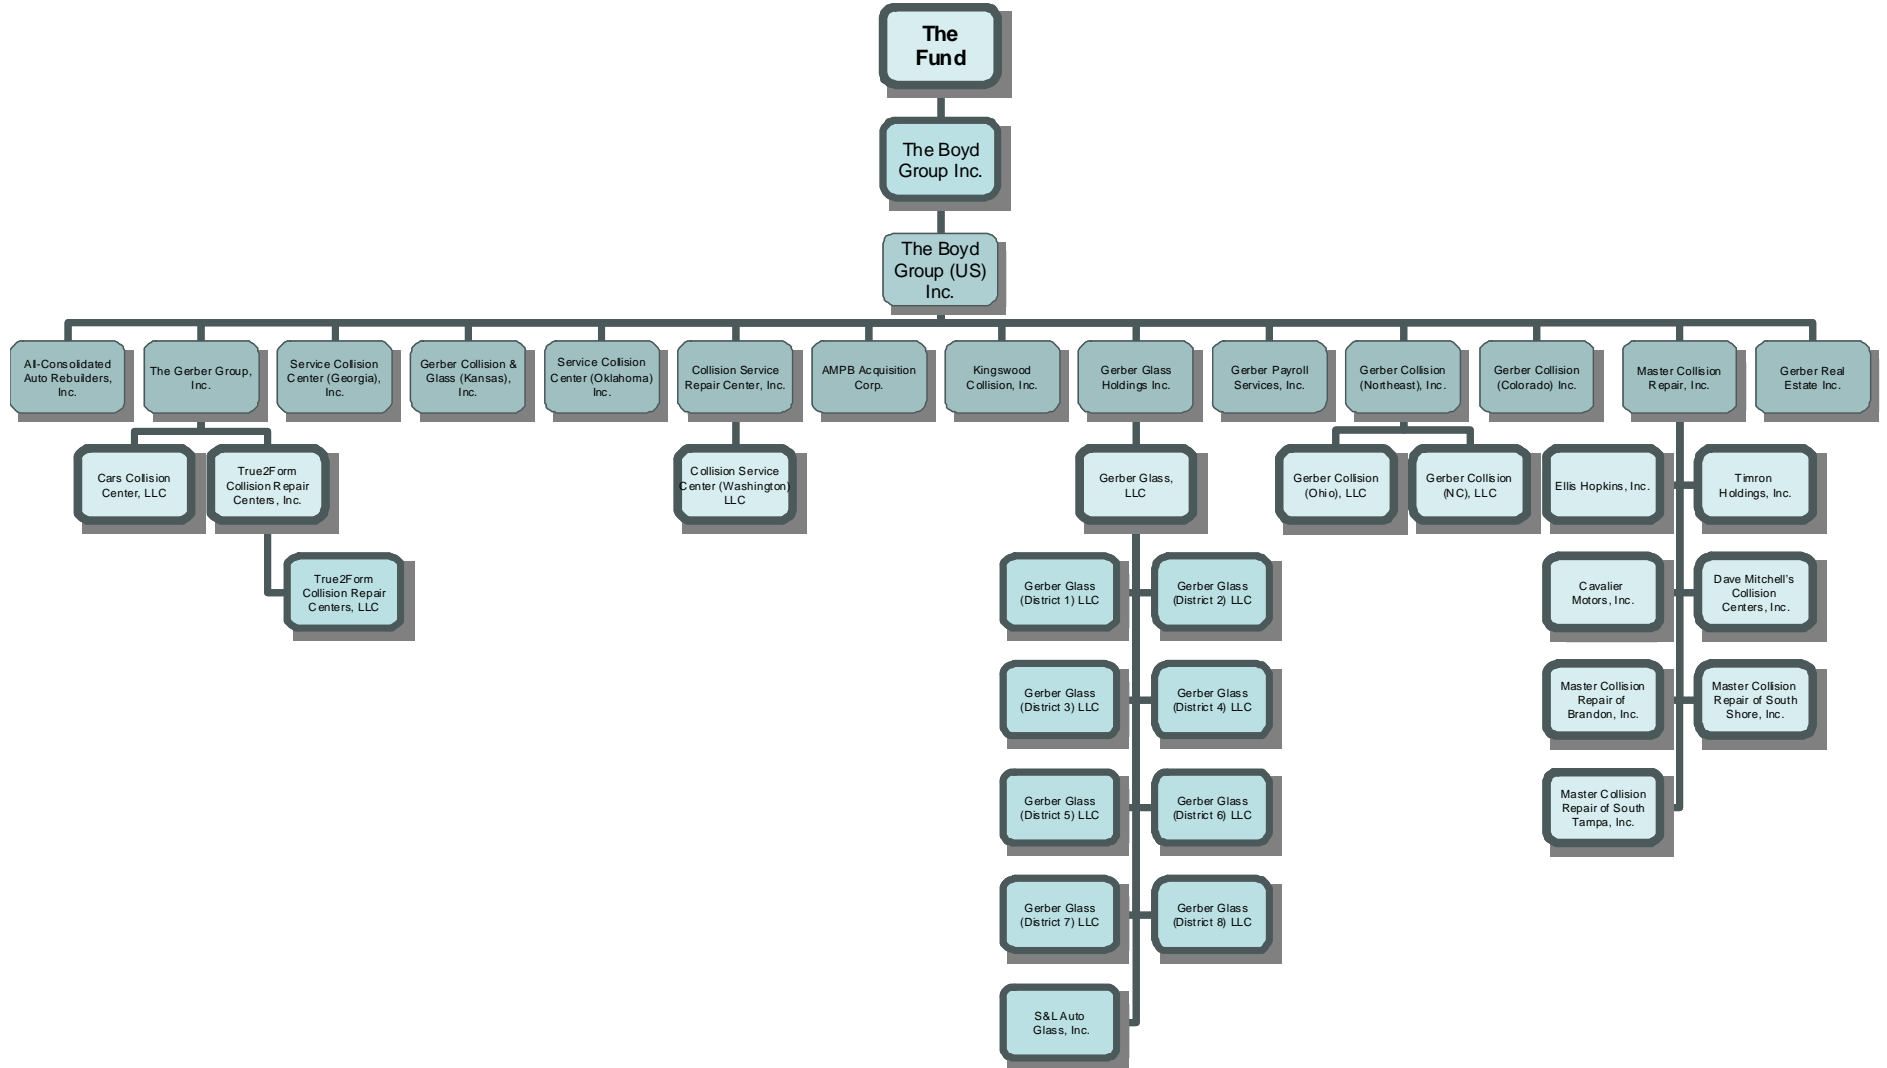 The
Fund
The Boyd
Group Inc.
The Boyd
Group (US)
Inc.
All-Consolidated
Auto Rebuilders,
Inc.
The Gerber Group,
Inc.
Service Collision
Center (Georgia),
Inc.
Gerber Collision &
Glass (Kansas),
Inc.
Service Collision
Center (Oklahoma)
Inc.
Collision Service
Repair Center, Inc.
AMPB Acquisition
Corp.
Kingswood
Collision, Inc.
Gerber Glass
Holdings Inc.
Gerber Payroll
Services, Inc.
Gerber Collision
(Northeast), Inc.
Gerber Collision
(Colorado) Inc.
Master Collision
Repair, Inc.
Gerber Real
Estate Inc.
Cars Collision
Center, LLC
True2Form
Collision Repair
Centers, Inc.
Collision Service
Center (Washington)
LLC
Gerber Glass,
LLC
Gerber Collision
(Ohio), LLC
Gerber Collision
(NC), LLC
Ellis Hopkins, Inc.
Timron
Holdings, Inc.
True2Form
Collision Repair
Centers, LLC
Gerber Glass
(District 1) LLC
Gerber Glass
(District 2) LLC
Cavalier
Motors, Inc.
Dave Mitchell's
Collision
Centers, Inc.
Gerber Glass
(District 3) LLC
Gerber Glass
(District 4) LLC
Master Collision
Repair of
Brandon, Inc.
Master Collision
Repair of South
Shore, Inc.
Gerber Glass
(District 5) LLC
Gerber Glass
(District 6) LLC
Master Collision
Repair of South
Tampa, Inc.
Gerber Glass
(District 7) LLC
Gerber Glass
(District 8) LLC
S&L Auto
Glass, Inc.